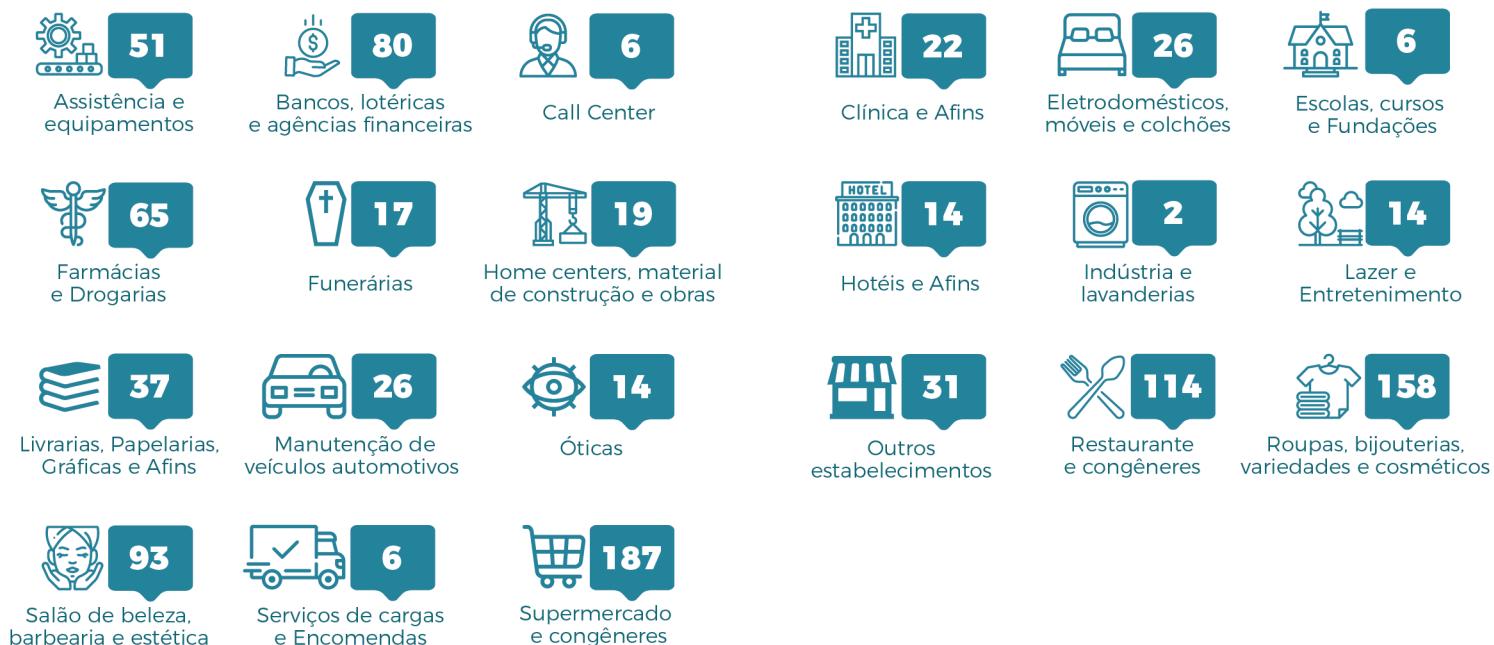 51
Assistência e
equipamentos
80
Bancos, lotéricas
e agências financeiras
6
Call Center
22
Clínica e Afins
26
Eletrodomésticos,
móveis e colchões
6
Escolas, cursos
e Fundações
65
Farmácias
e Drogarias
17
Funerárias
19
Home centers, material
de construção e obras
HOTEL
14
Hotéis e Afins
2
Indústria e
lavanderias
14
Lazer e
Entretenimento
37
Livrarias, Papelarias,
Gráficas e Afins
26
Manutenção de
veículos automotivos
14
Óticas
31
Outros
estabelecimentos
114
Restaurante
e congêneres
158
Roupas, bijouterias,
variedades e cosméticos
93
Salão de beleza,
barbearia e estética
6
Serviços de cargas
e Encomendas
187
Supermercado
e congêneres